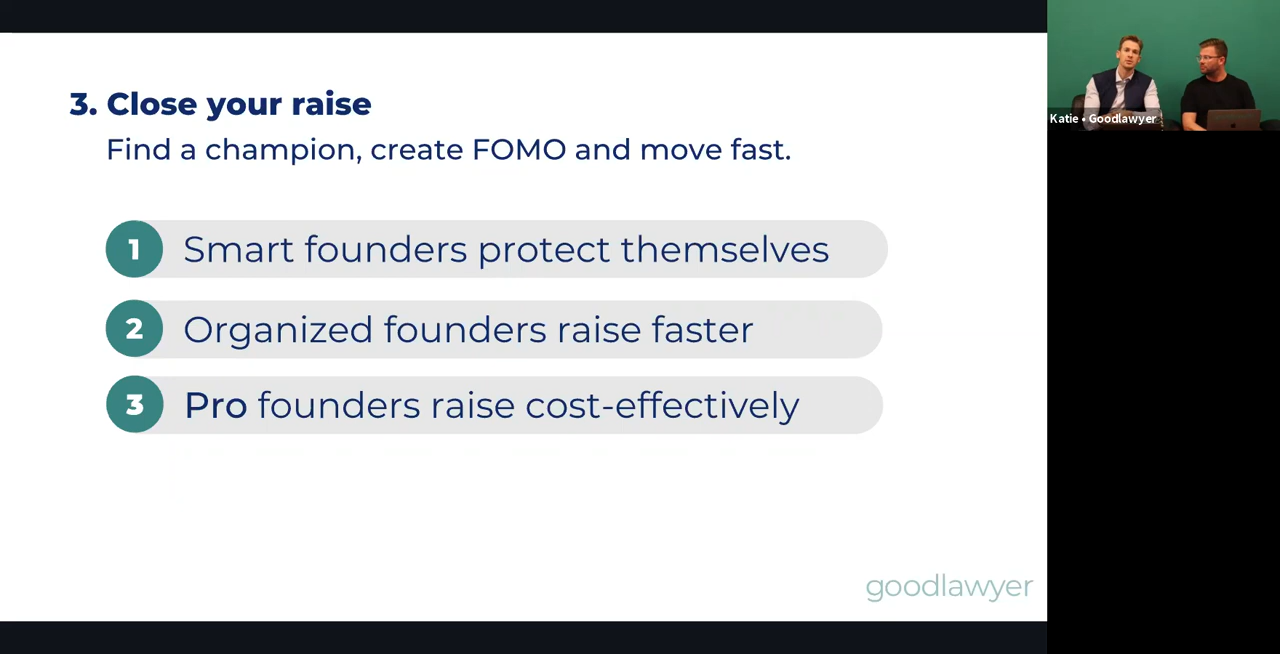 3. Close your raise
Find a champion, create FOMO and move fast.
1 Smart founders protect themselves
2 Organized founders raise faster
3 Pro founders raise cost-effectively
goodlawyer
Katie • Goodlawyer